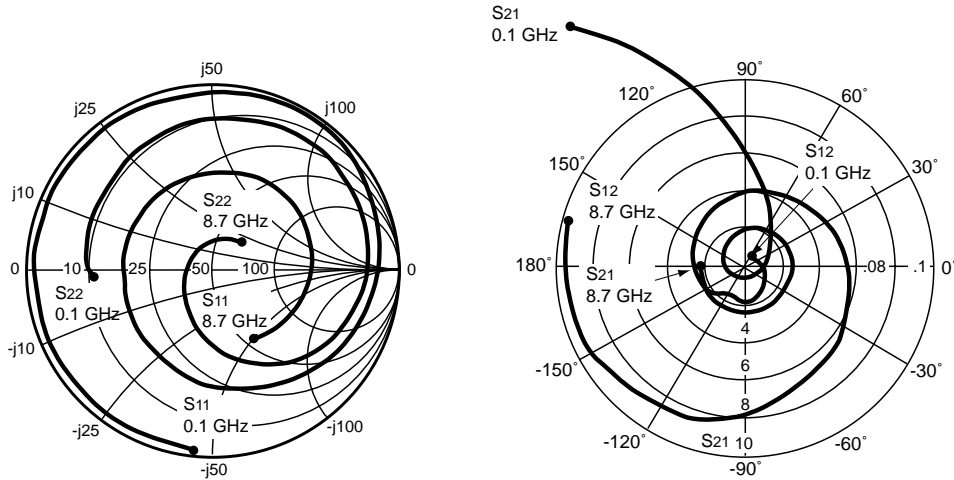 j50
j25
j100
j10
S22
8.7 GHz
0
-10
-25
-50
100
0
S22
0.1 GHz
S11
8.7 GHz
-j10
S11
0.1 GHz
-j25
-j100
-j50
S21
0.1 GHz
90°
120°
60°
S12
0.1 GHz
150°
30°
S12
8.7 GHz
180°
-.08
.1
0°
S21
8.7 GHz
4
-150°
-30°
6
8
-120°
S21
10
-60°
-90°